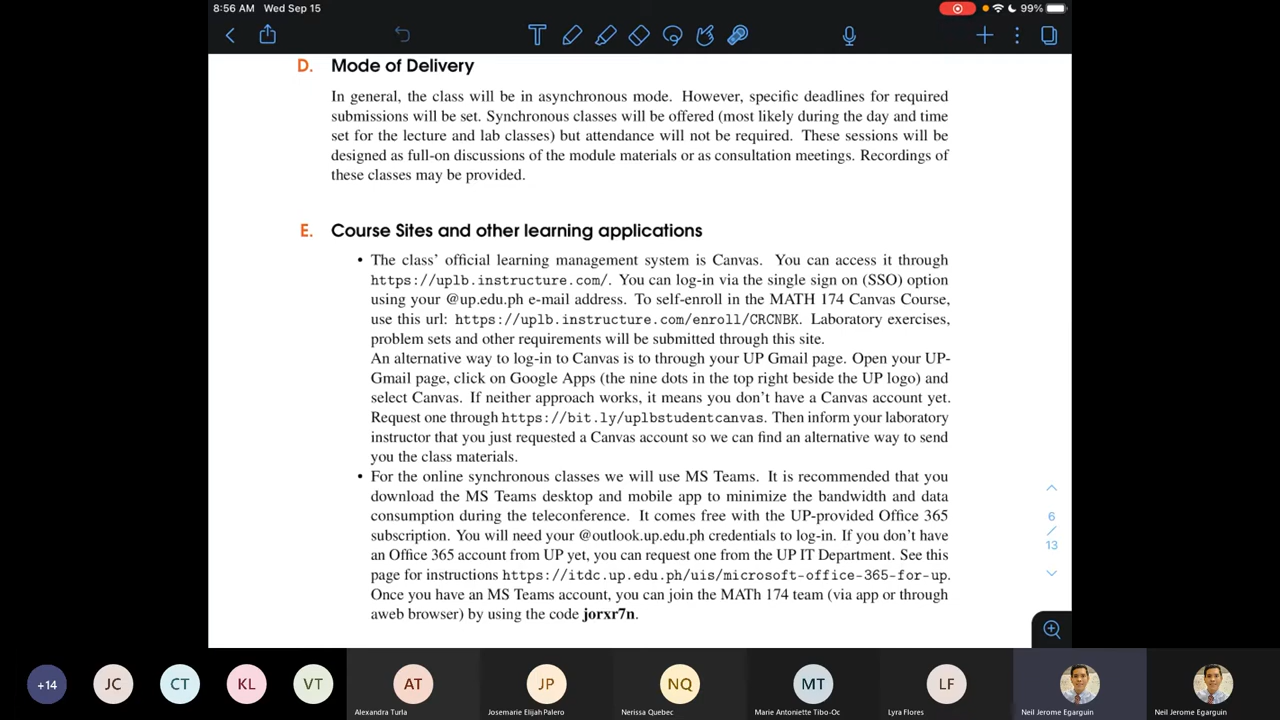 8:56 AM Wed Sep 15
99%
D. Mode of Delivery
In general, the class will be in asynchronous mode. However, specific deadlines for required
submissions will be set. Synchronous classes will be offered (most likely during the day and time
set for the lecture and lab classes) but attendance will not be required. These sessions will be
designed as full-on discussions of the module materials or as consultation meetings. Recordings of
these classes may be provided.
E. Course Sites and other learning applications
• The class' official learning management system is Canvas. You can access it through
https://uplb.instructure.com/. You can log-in via the single sign on (SSO) option
using your @up.edu.ph e-mail address. To self-enroll in the MATH 174 Canvas Course,
use this url: https://uplb.instructure.com/enroll/CRCNBK. Laboratory exercises,
problem sets and other requirements will be submitted through this site.
An alternative way to log-in to Canvas is to through your UP Gmail page. Open your UP-
Gmail page, click on Google Apps (the nine dots in the top right beside the UP logo) and
select Canvas. If neither approach works, it means you don't have a Canvas account yet.
Request one through https://bit.ly/uplbstudentcanvas. Then inform your laboratory
instructor that you just requested a Canvas account so we can find an alternative way to send
you the class materials.
• For the online synchronous classes we will use MS Teams. It is recommended that you
download the MS Teams desktop and mobile app to minimize the bandwidth and data
consumption during the teleconference. It comes free with the UP-provided Office 365
subscription. You will need your @outlook.up.edu.ph credentials to log-in. If you don't have
an Office 365 account from UP yet, you can request one from the UP IT Department. See this
page for instructions https://itdc.up.edu.ph/uis/microsoft-office-365-for-up.
Once you have an MS Teams account, you can join the MATh 174 team (via app or through
aweb browser) by using the code jorxr7n.
6
/
13
+14 JC CT KL VT AT JP NQ MT LF
Alexandra Turla Josemarie Elijah Palero Nerissa Quebec Marie Antoniette Tibo-Oc Lyra Flores Neil Jerome Egarguin Neil Jerome Egarguin